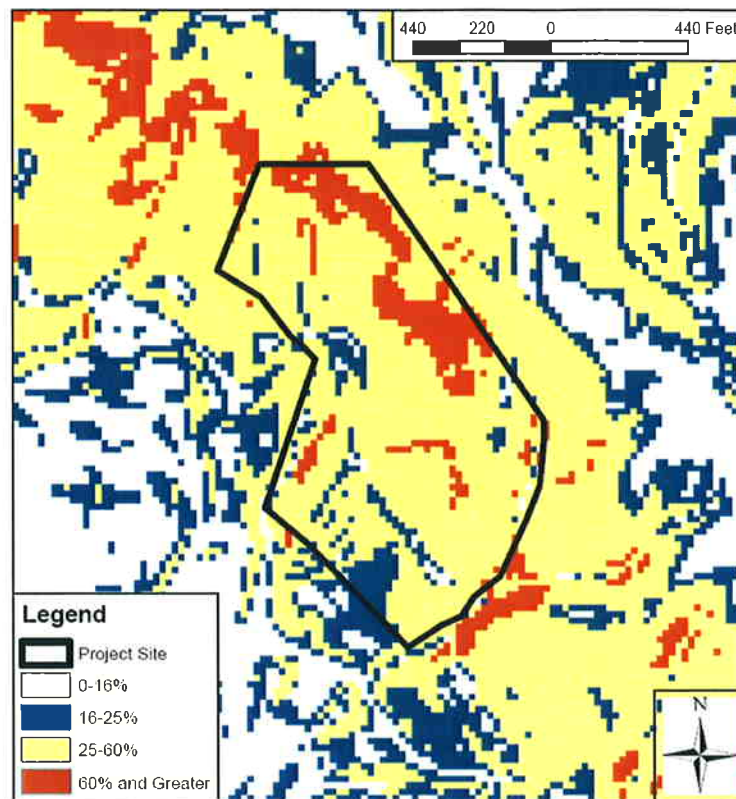 440 220 0 440 Feet
Legend
Project Site
0-16%
16-25%
25-60%
60% and Greater
N